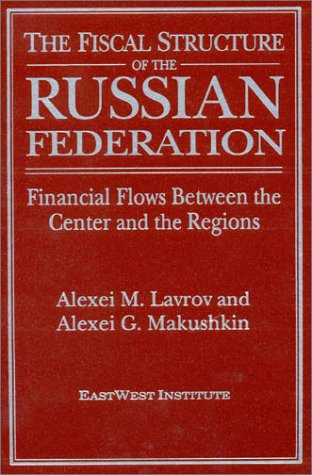 THE FISCAL STRUCTURE
OF THE
RUSSIAN
FEDERATION
Financial Flows Between the
Center and the Regions
Alexei M. Lavrov and
Alexei G. Makushkin
EASTWEST INSTITUTE